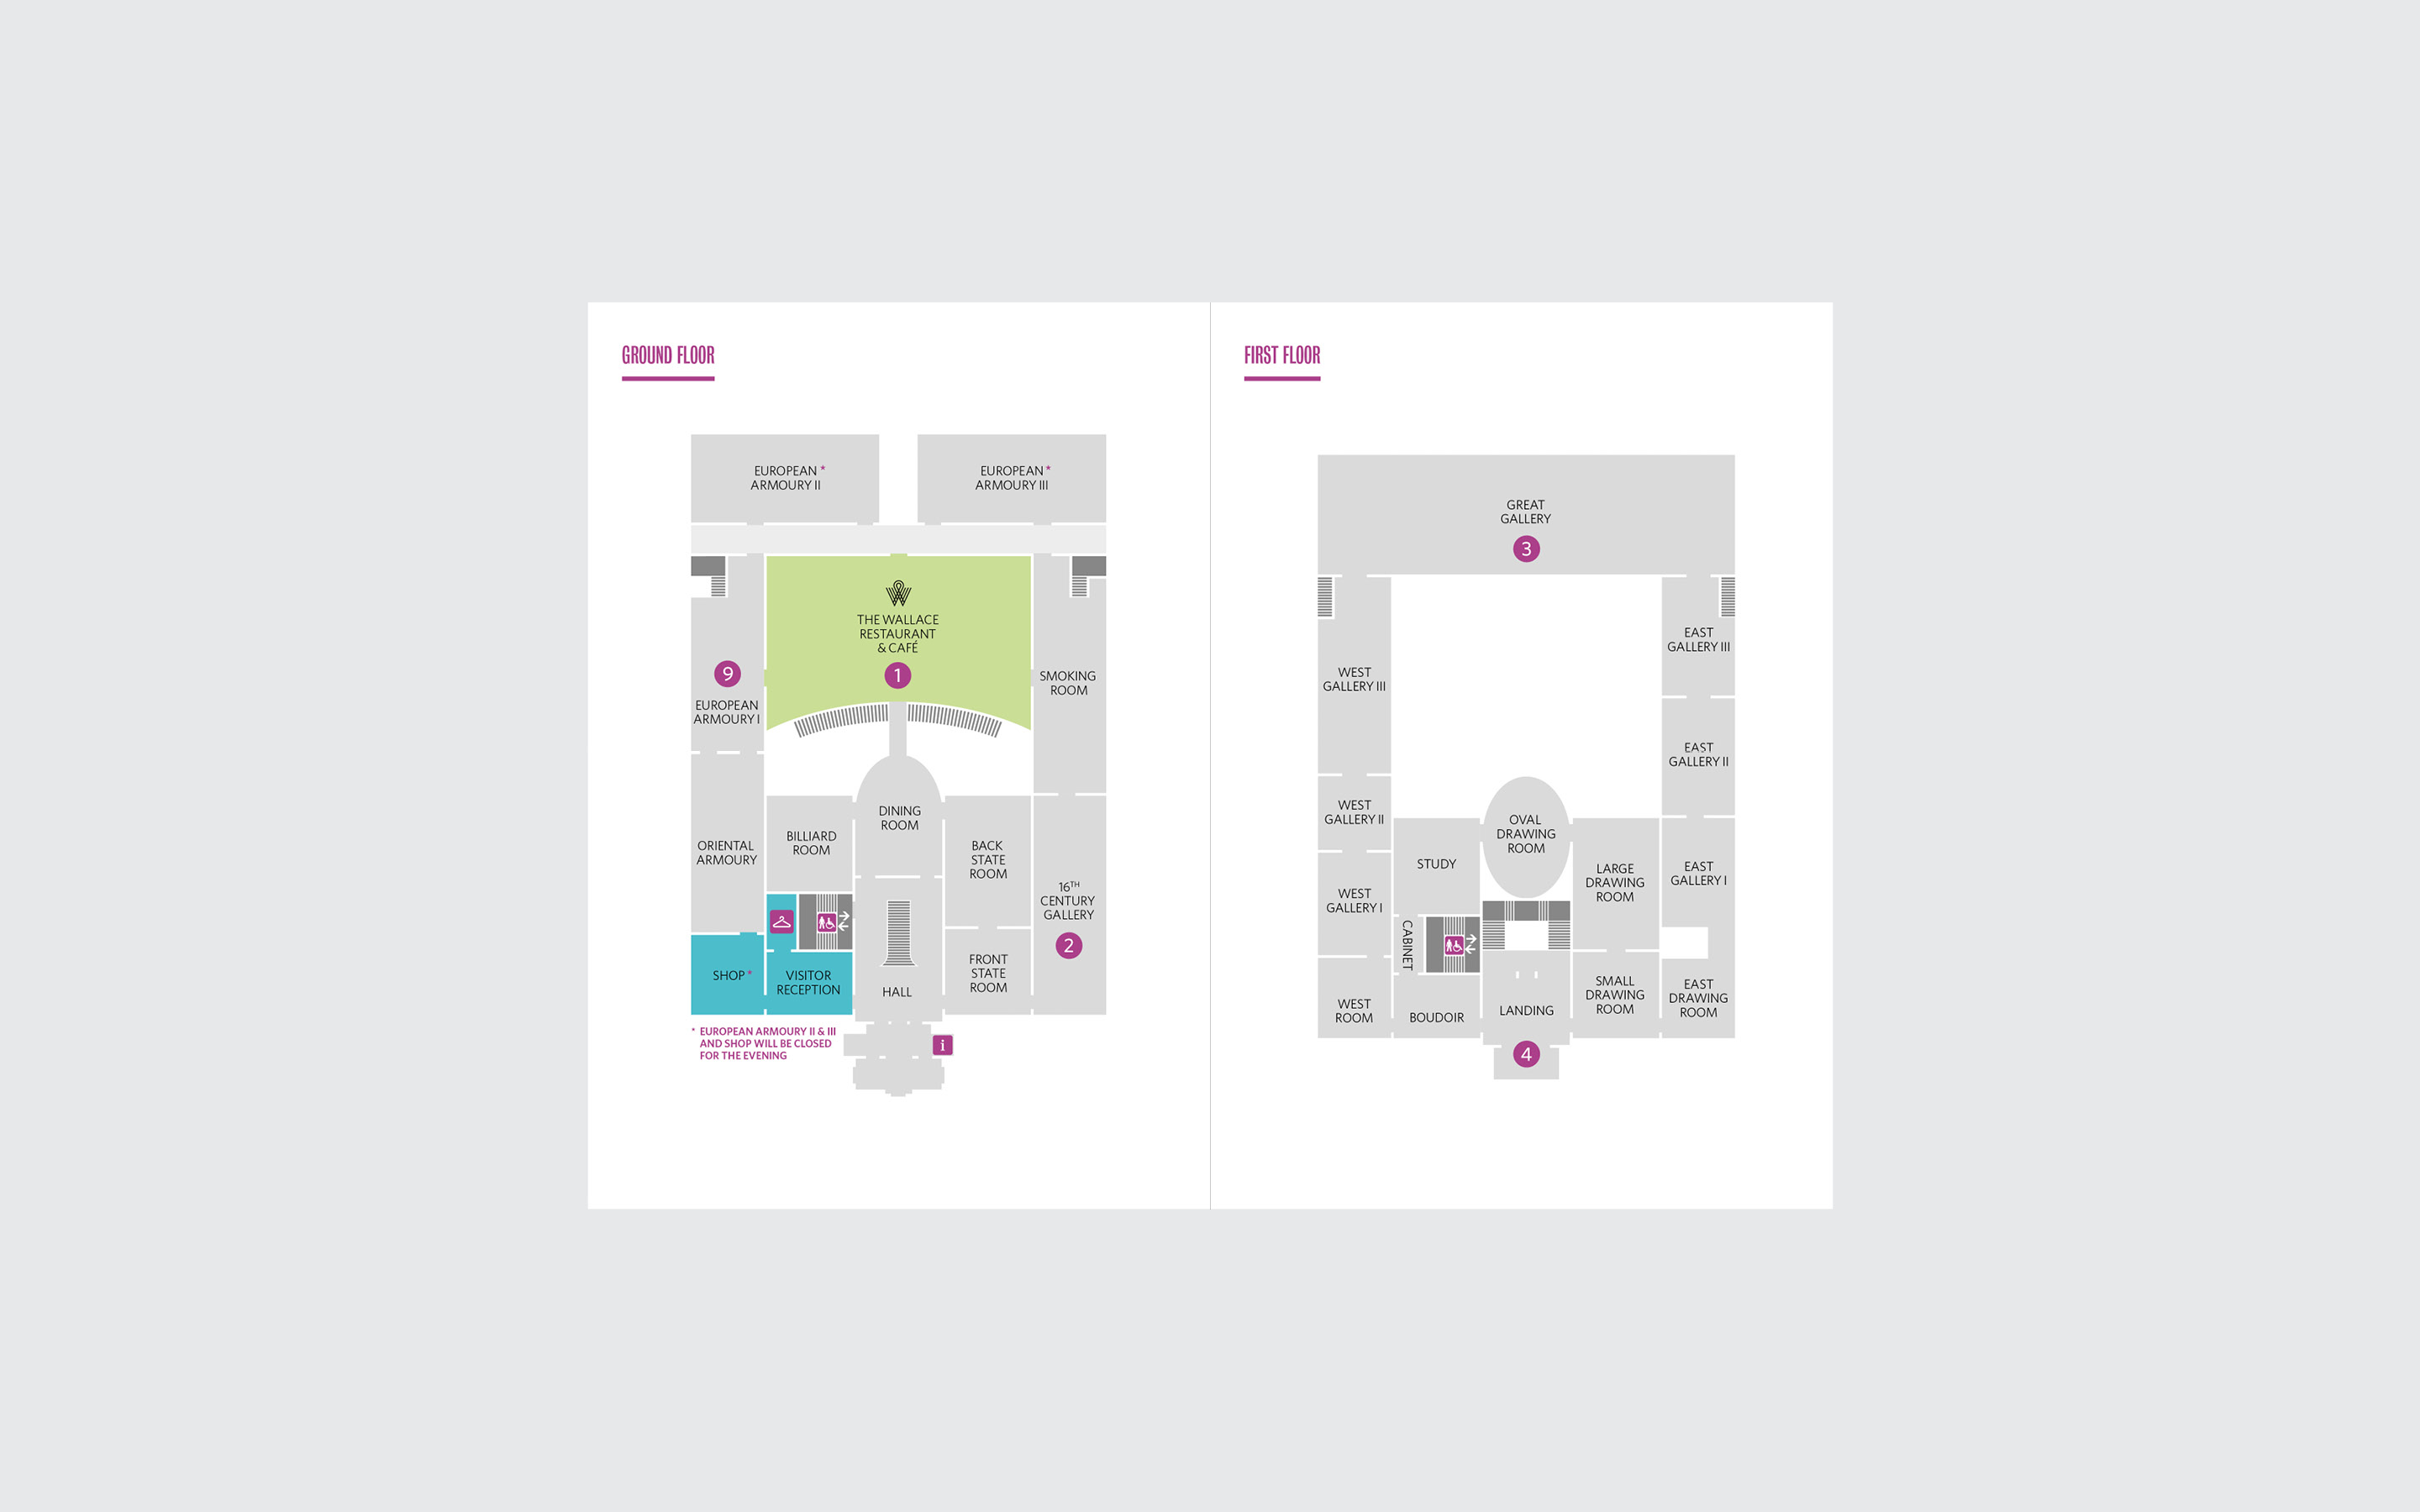 GROUND FLOOR
EUROPEAN *
ARMOURY II
EUROPEAN *
ARMOURY III
THE WALLACE
RESTAURANT
& CAFÉ
1
9
EUROPEAN
ARMOURY I
SMOKING
ROOM
DINING
ROOM
BILLIARD
ROOM
ORIENTAL
ARMOURY
BACK
STATE
ROOM
16TH
CENTURY
GALLERY
2
SHOP *
VISITOR
RECEPTION
HALL
FRONT
STATE
ROOM
* EUROPEAN ARMOURY II & III
AND SHOP WILL BE CLOSED
FOR THE EVENING
i
FIRST FLOOR
GREAT
GALLERY
3
WEST
GALLERY III
EAST
GALLERY III
EAST
GALLERY II
WEST
GALLERY II
OVAL
DRAWING
ROOM
STUDY
LARGE
DRAWING
ROOM
EAST
GALLERY I
WEST
GALLERY I
CABINET
WEST
ROOM
BOUDOIR
LANDING
SMALL
DRAWING
ROOM
EAST
DRAWING
ROOM
4